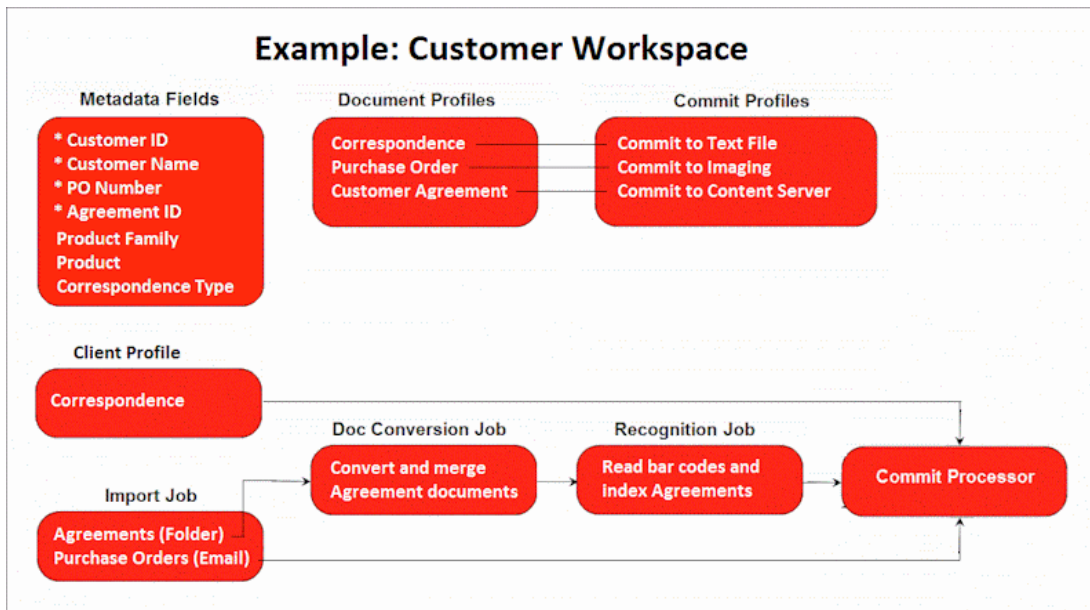 Example: Customer Workspace
Metadata Fields
* Customer ID
* Customer Name
* PO Number
* Agreement ID
Product Family
Product
Correspondence Type
Document Profiles
Correspondence
Purchase Order
Customer Agreement
Commit Profiles
Commit to Text File
Commit to Imaging
Commit to Content Server
Client Profile
Correspondence
Import Job
Agreements (Folder)
Purchase Orders (Email)
Doc Conversion Job
Convert and merge
Agreement documents
Recognition Job
Read bar codes and
index Agreements
Commit Processor